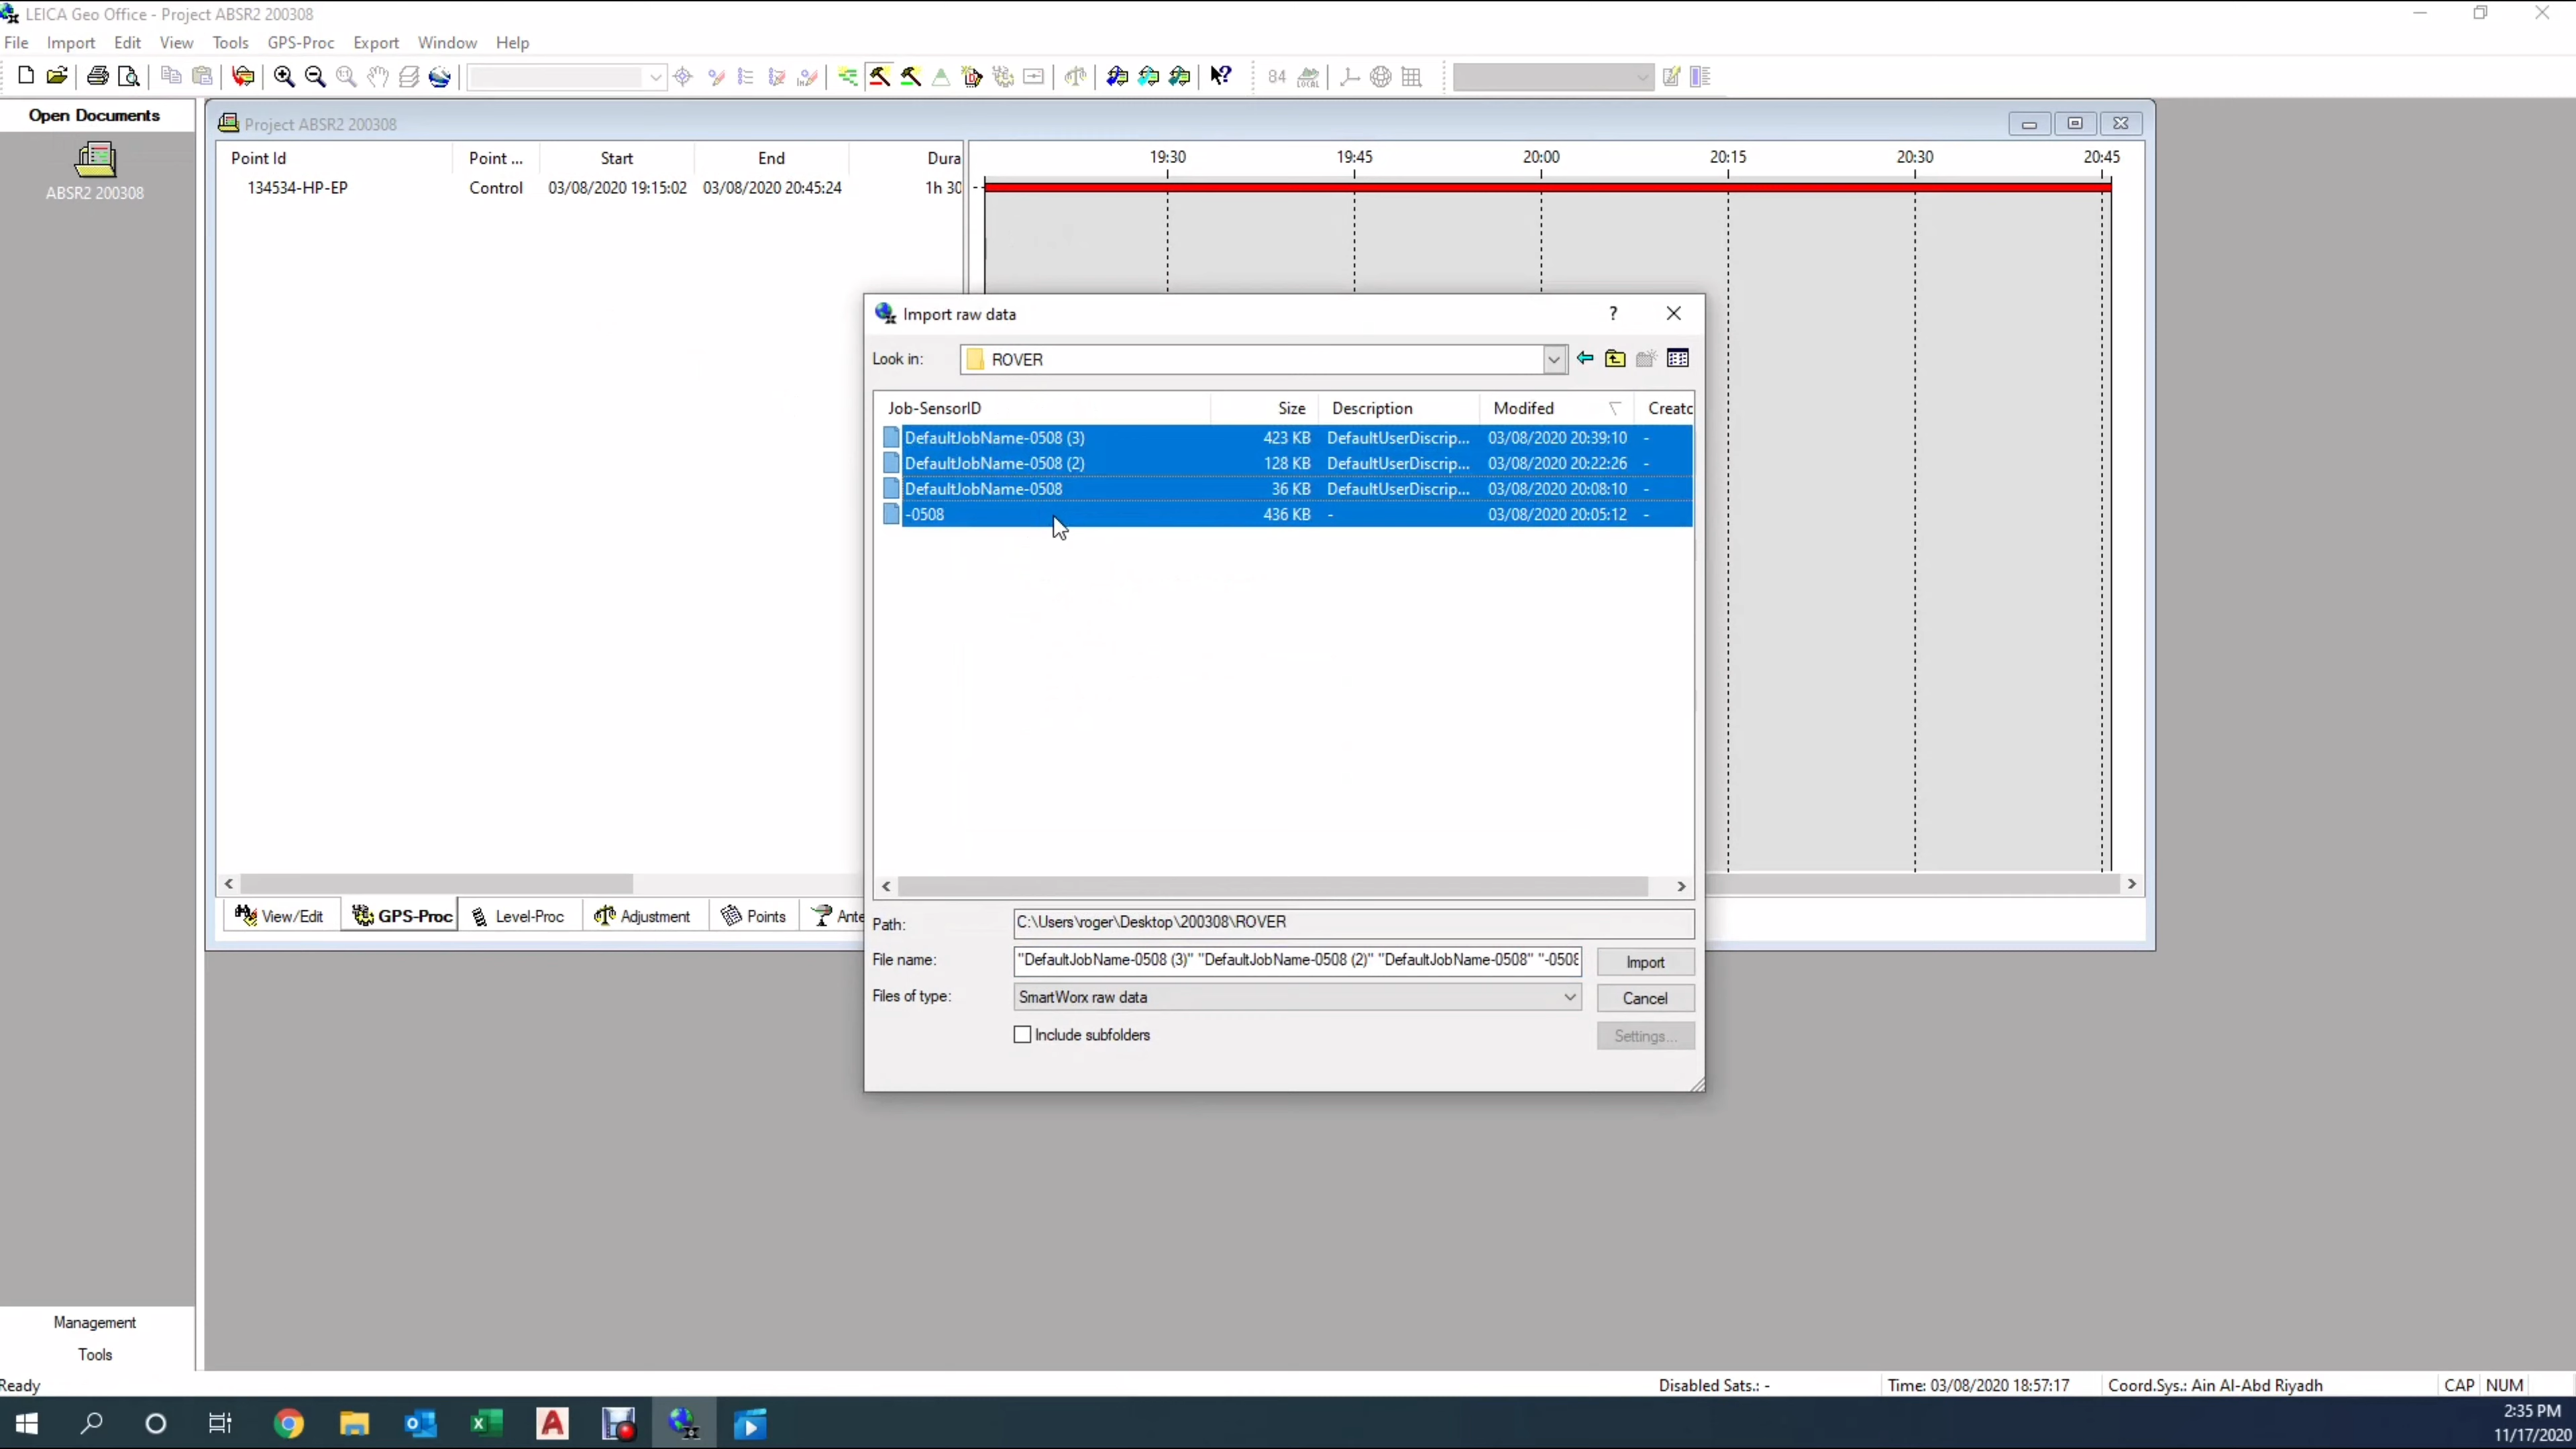 LEICA Geo Office - Project ABSR2 200308
File Import Edit View Tools GPS-Proc Export Window Help
84 LOCAL
Open Documents
ABSR2 200308
Project ABSR2 200308
Point Id Point ... Start End Dura
134534-HP-EP Control 03/08/2020 19:15:02 03/08/2020 20:45:24 1h 30
19:30 19:45 20:00 20:15 20:30 20:45
Import raw data
Look in: ROVER
Job-SensorID Size Description Modifed Creatc
DefaultJobName-0508 (3) 423 KB DefaultUserDiscrip... 03/08/2020 20:39:10 -
DefaultJobName-0508 (2) 128 KB DefaultUserDiscrip... 03/08/2020 20:22:26 -
DefaultJobName-0508 36 KB DefaultUserDiscrip... 03/08/2020 20:08:10 -
-0508 436 KB - 03/08/2020 20:05:12 -
Path: C:\Users\roger\Desktop\200308\ROVER
File name: "DefaultJobName-0508 (3)" "DefaultJobName-0508 (2)" "DefaultJobName-0508" "-0508 Import
Files of type: SmartWorx raw data Cancel
Include subfolders Settings...
View/Edit GPS-Proc Level-Proc Adjustment Points Ante
Management
Tools
Ready Disabled Sats.: - Time: 03/08/2020 18:57:17 Coord.Sys.: Ain Al-Abd Riyadh CAP NUM
2:35 PM
11/17/2020